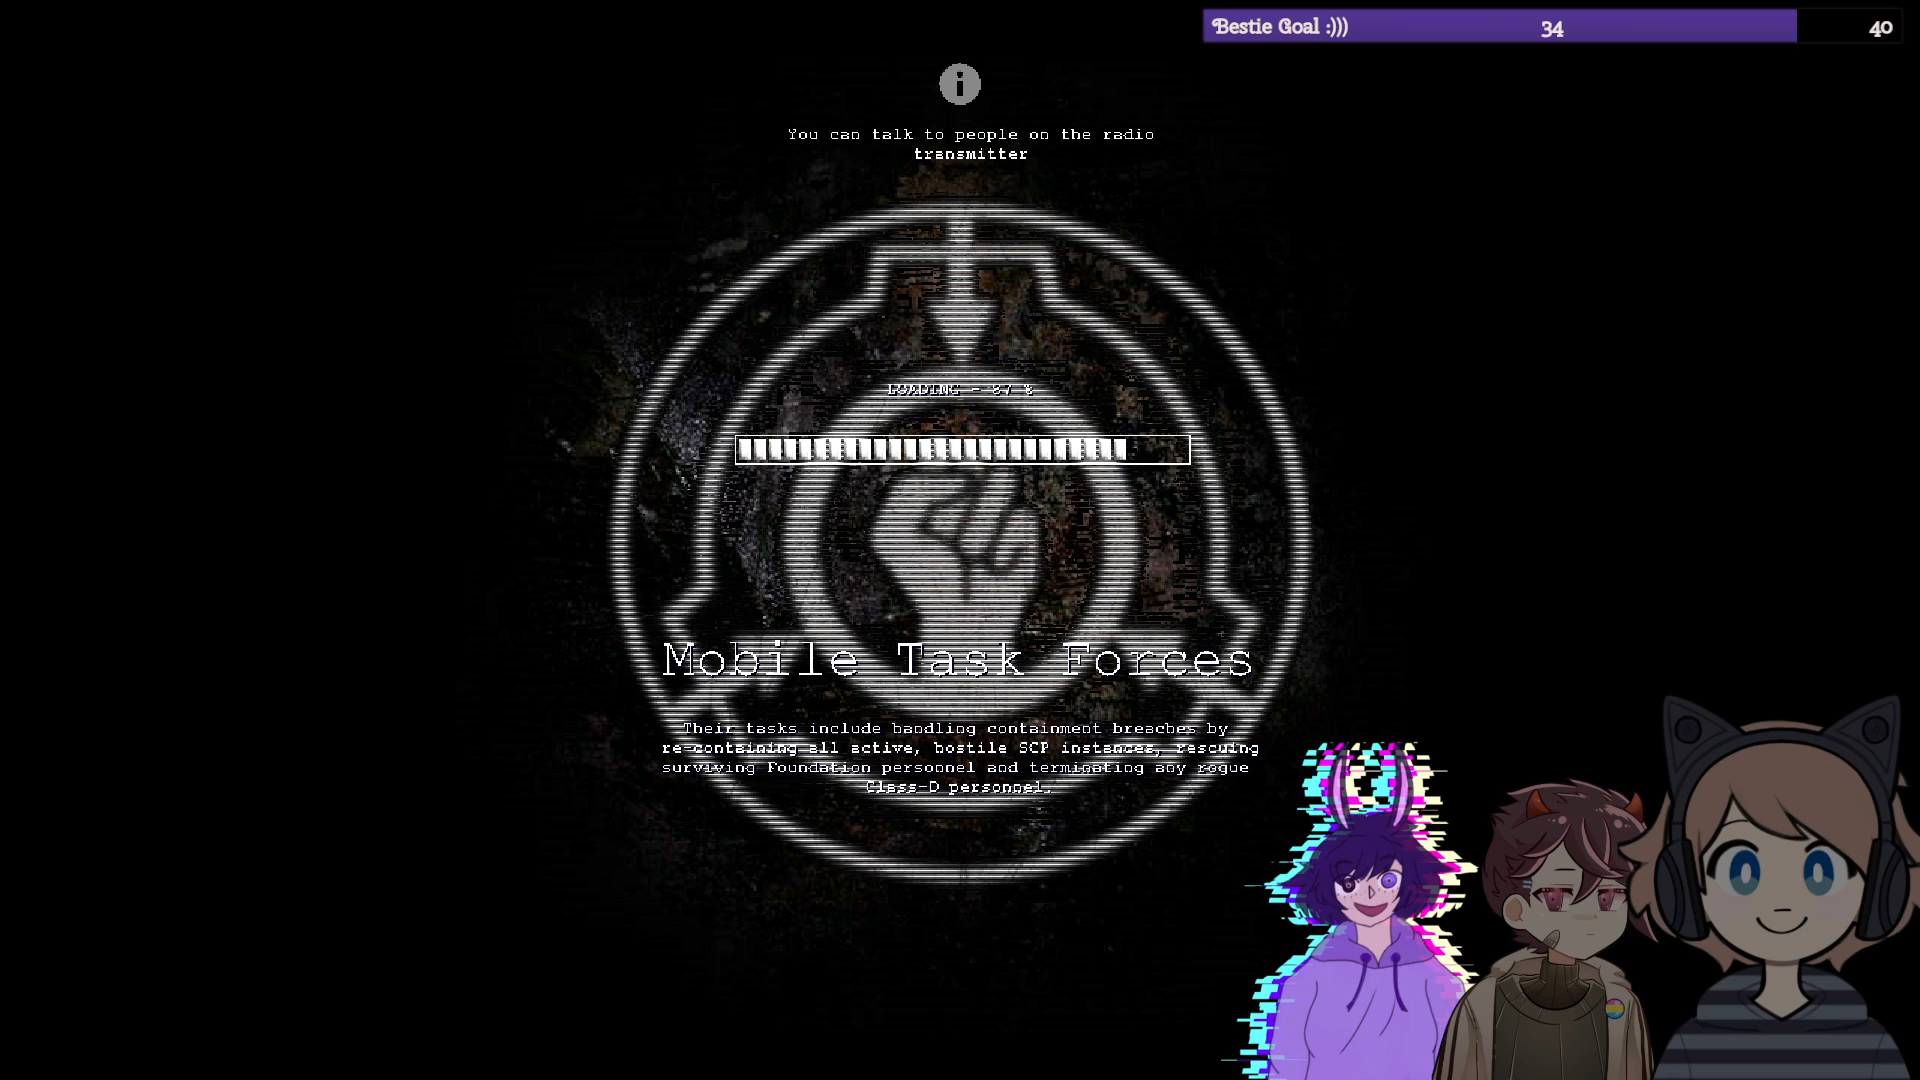 Bestie Goal :))) 34 40
You can talk to people on the radio
transmitter
LOADING - 87 %
Mobile Task Forces
Their tasks include handling containment breaches by
re-containing all active, hostile SCP instances, rescuing
surviving Foundation personnel and terminating any rogue
Class-D personnel.